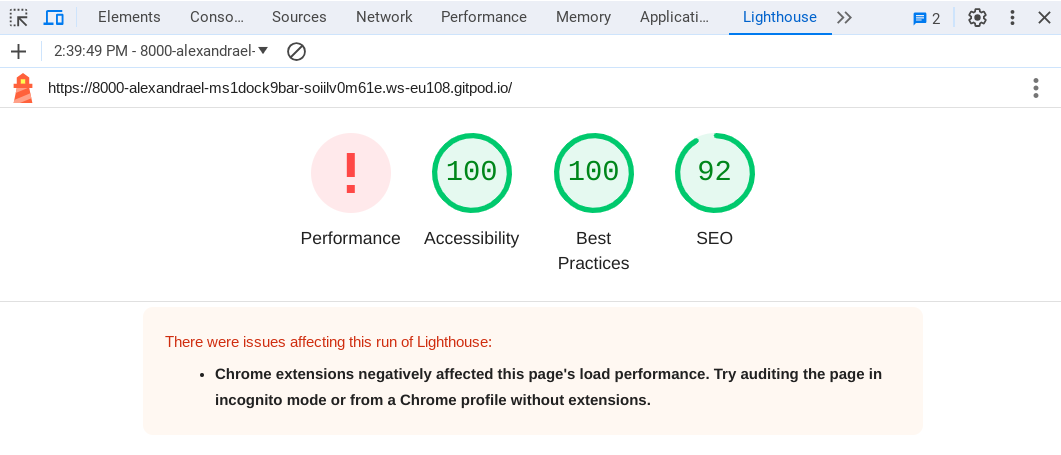 Elements Conso… Sources Network Performance Memory Applicati… Lighthouse 2
2:39:49 PM - 8000-alexandrael-
https://8000-alexandrael-ms1dock9bar-soiilv0m61e.ws-eu108.gitpod.io/
! 100 100 92
Performance Accessibility Best Practices SEO
There were issues affecting this run of Lighthouse:
• Chrome extensions negatively affected this page's load performance. Try auditing the page in
incognito mode or from a Chrome profile without extensions.